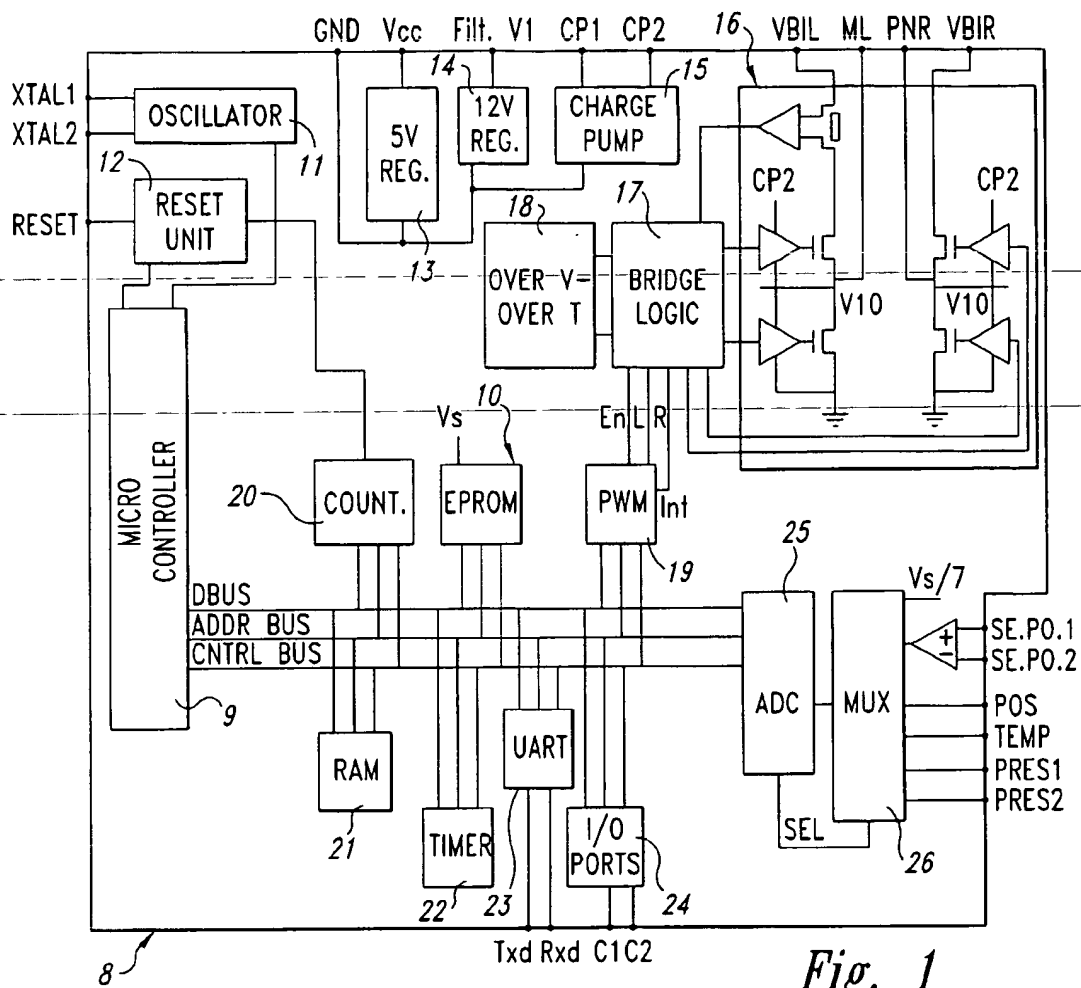 GND Vcc Filt. V1 CP1 CP2 VBIL ML PNR VBIR
16
14
15
XTAL1
XTAL2
OSCILLATOR
11
5V REG.
13
12V REG.
CHARGE PUMP
12
RESET
RESET UNIT
18
17
CP2
CP2
OVER V- OVER T
BRIDGE LOGIC
V10
V10
MICRO CONTROLLER
9
Vs
10
En L R
20
COUNT.
EPROM
PWM
Int
19
25
Vs/7
DBUS
ADDR BUS
CNTRL BUS
ADC
MUX
+
-
SE.PO.1
SE.PO.2
POS
TEMP
PRES1
PRES2
RAM
21
UART
23
TIMER
22
I/O PORTS
24
SEL
26
8
Txd Rxd C1 C2
Fig. 1